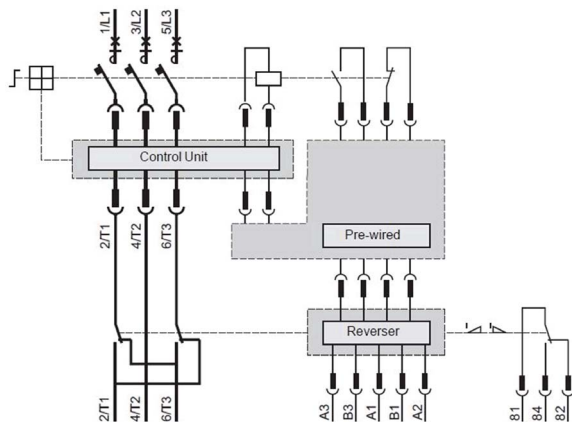 1/L1 3/L2 5/L3
Control Unit
2/T1 4/T2 6/T3
Pre-wired
Reverser
2/T1 4/T2 6/T3
A3 B3 A1 B1 A2
81 84 82